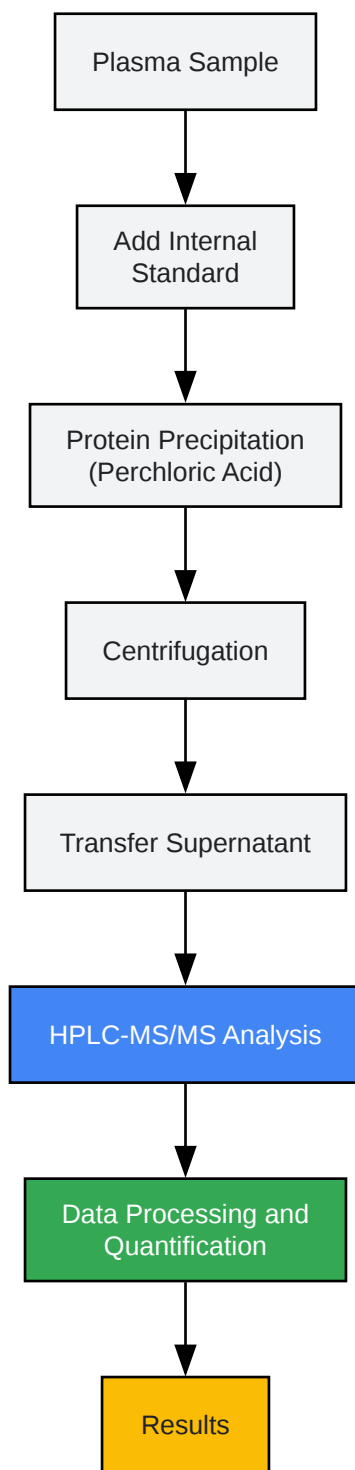 Plasma Sample
Add Internal
Standard
Protein Precipitation
(Perchloric Acid)
Centrifugation
Transfer Supernatant
HPLC-MS/MS Analysis
Data Processing and
Quantification
Results